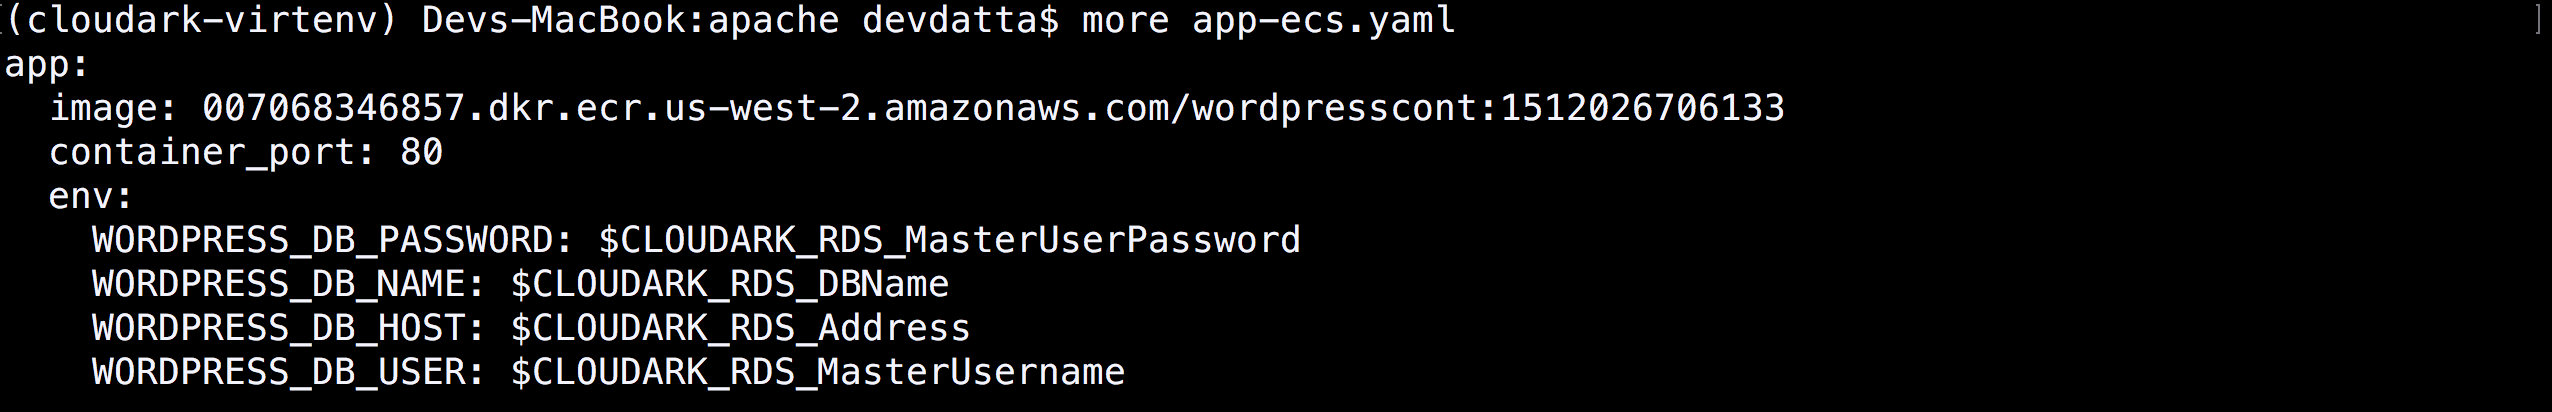 (cloudark-virtenv) Devs-MacBook:apache devdatta$ more app-ecs.yaml
app:
  image: 007068346857.dkr.ecr.us-west-2.amazonaws.com/wordpresscont:1512026706133
  container_port: 80
  env:
    WORDPRESS_DB_PASSWORD: $CLOUDARK_RDS_MasterUserPassword
    WORDPRESS_DB_NAME: $CLOUDARK_RDS_DBName
    WORDPRESS_DB_HOST: $CLOUDARK_RDS_Address
    WORDPRESS_DB_USER: $CLOUDARK_RDS_MasterUsername